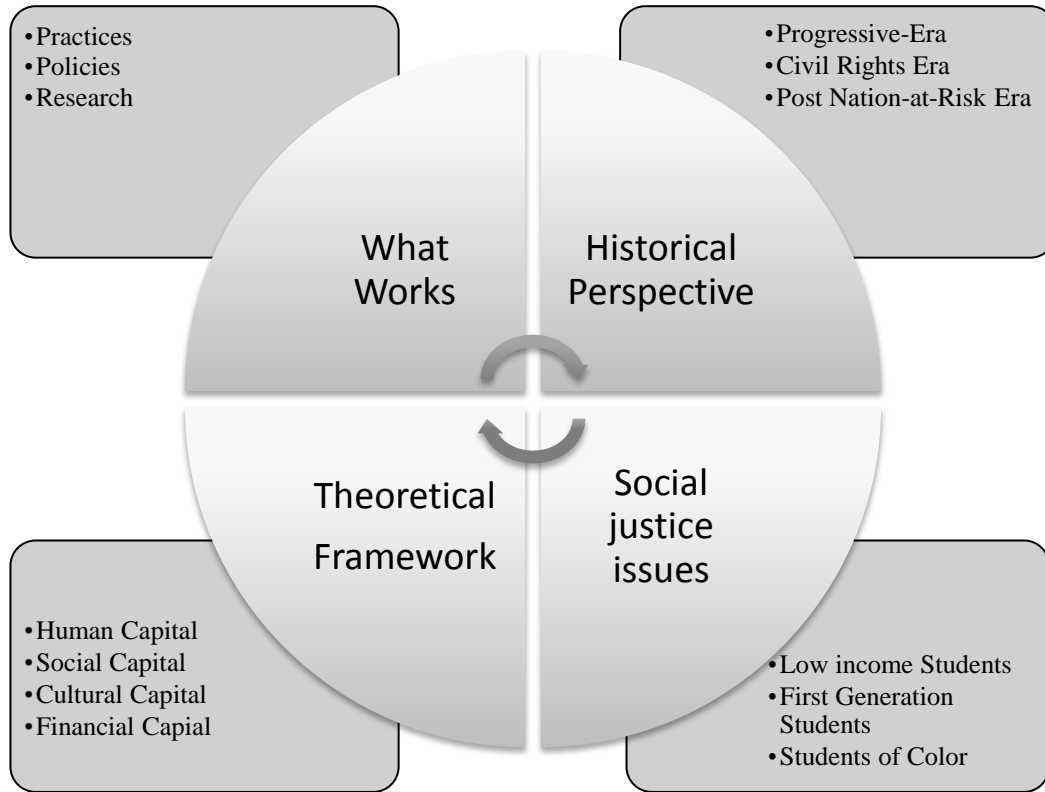 •Practices
•Policies
•Research
•Progressive-Era
•Civil Rights Era
•Post Nation-at-Risk Era
What
Works
Historical
Perspective
Theoretical
Framework
Social
justice
issues
•Human Capital
•Social Capital
•Cultural Capital
•Financial Capial
•Low income Students
•First Generation
Students
•Students of Color